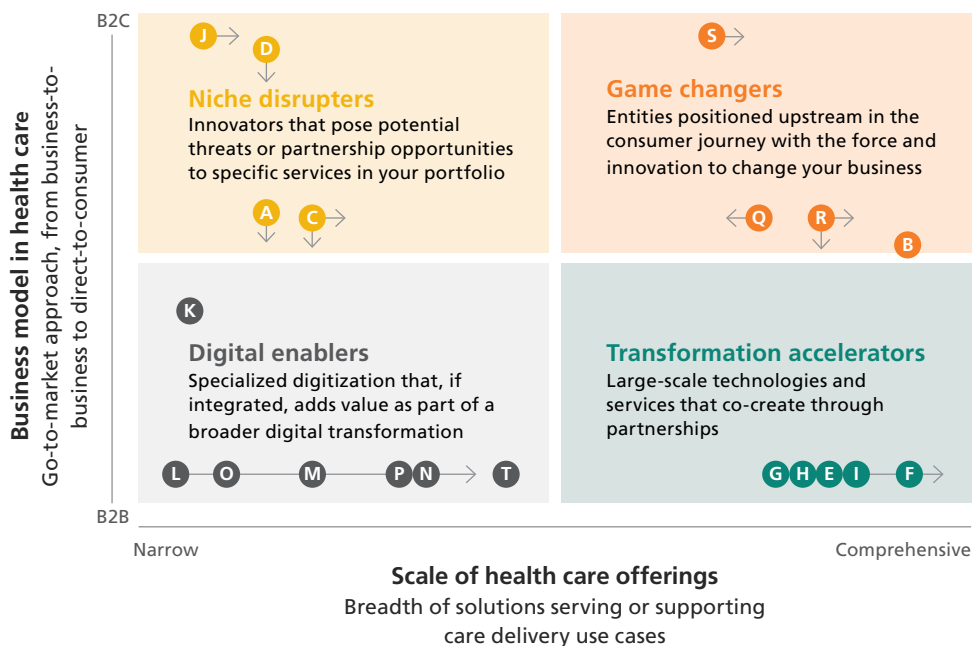 B2C
Business model in health care
Go-to-market approach, from business-to-
business to direct-to-consumer
B2B
J
D
Niche disrupters
Innovators that pose potential
threats or partnership opportunities
to specific services in your portfolio
A
C
S
Game changers
Entities positioned upstream in the
consumer journey with the force and
innovation to change your business
Q
R
B
K
Digital enablers
Specialized digitization that, if
integrated, adds value as part of a
broader digital transformation
L
O
M
P
N
T
Transformation accelerators
Large-scale technologies and
services that co-create through
partnerships
G
H
E
I
F
Narrow
Comprehensive
Scale of health care offerings
Breadth of solutions serving or supporting
care delivery use cases